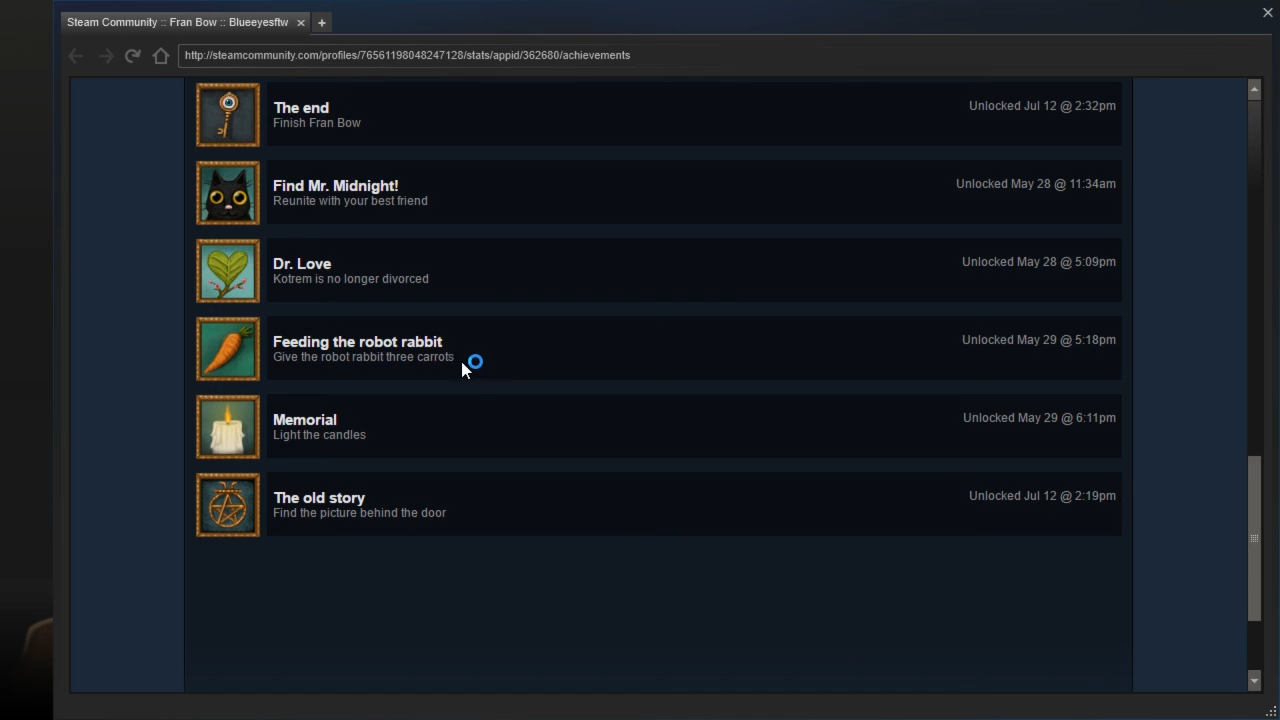 Steam Community :: Fran Bow :: Blueeyesftw
http://steamcommunity.com/profiles/76561198048247128/stats/appid/362680/achievements
The end
Unlocked Jul 12 @ 2:32pm
Finish Fran Bow
Find Mr. Midnight!
Unlocked May 28 @ 11:34am
Reunite with your best friend
Dr. Love
Unlocked May 28 @ 5:09pm
Kotrem is no longer divorced
Feeding the robot rabbit
Unlocked May 29 @ 5:18pm
Give the robot rabbit three carrots
Memorial
Unlocked May 29 @ 6:11pm
Light the candles
The old story
Unlocked Jul 12 @ 2:19pm
Find the picture behind the door